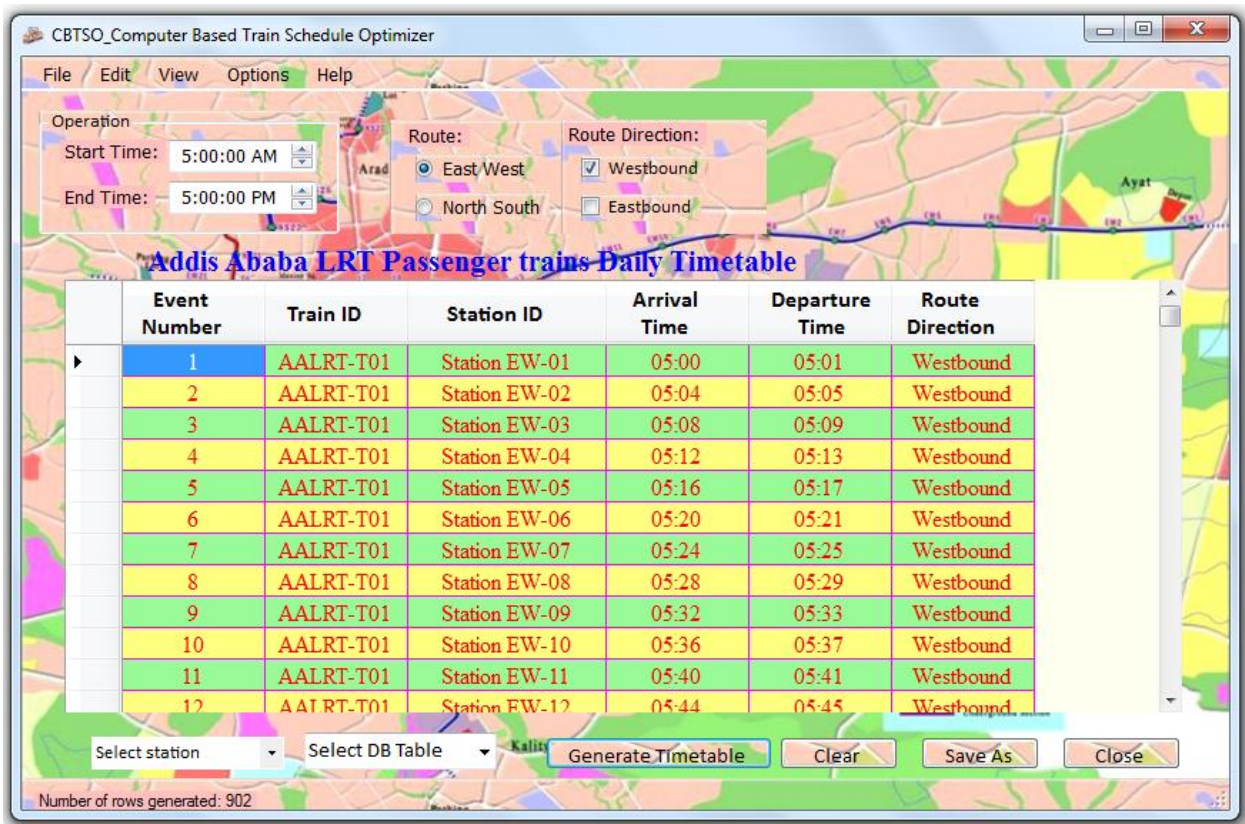 CBTSO_Computer Based Train Schedule Optimizer
File Edit View Options Help
Operation
Start Time: 5:00:00 AM
End Time: 5:00:00 PM
Route:
East West
North South
Route Direction:
Westbound
Eastbound
Arad
Ayat
Addis Ababa LRT Passenger trains Daily Timetable
Event Number Train ID Station ID Arrival Time Departure Time Route Direction
1 AALRT-T01 Station EW-01 05:00 05:01 Westbound
2 AALRT-T01 Station EW-02 05:04 05:05 Westbound
3 AALRT-T01 Station EW-03 05:08 05:09 Westbound
4 AALRT-T01 Station EW-04 05:12 05:13 Westbound
5 AALRT-T01 Station EW-05 05:16 05:17 Westbound
6 AALRT-T01 Station EW-06 05:20 05:21 Westbound
7 AALRT-T01 Station EW-07 05:24 05:25 Westbound
8 AALRT-T01 Station EW-08 05:28 05:29 Westbound
9 AALRT-T01 Station EW-09 05:32 05:33 Westbound
10 AALRT-T01 Station EW-10 05:36 05:37 Westbound
11 AALRT-T01 Station EW-11 05:40 05:41 Westbound
12 AALRT-T01 Station EW-12 05:44 05:45 Westbound
Select station Select DB Table Kality Generate Timetable Clear Save As Close
Number of rows generated: 902